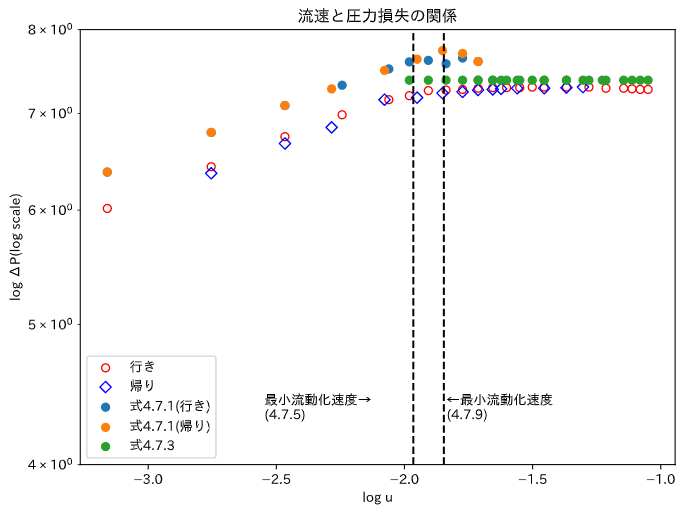 流速と圧力損失の関係
8 × 10⁰
7 × 10⁰
6 × 10⁰
5 × 10⁰
4 × 10⁰
log ΔP(log scale)
行き
帰り
式4.7.1(行き)
式4.7.1(帰り)
式4.7.3
最小流動化速度→
(4.7.5)
←最小流動化速度
(4.7.9)
−3.0
−2.5
−2.0
−1.5
−1.0
log u